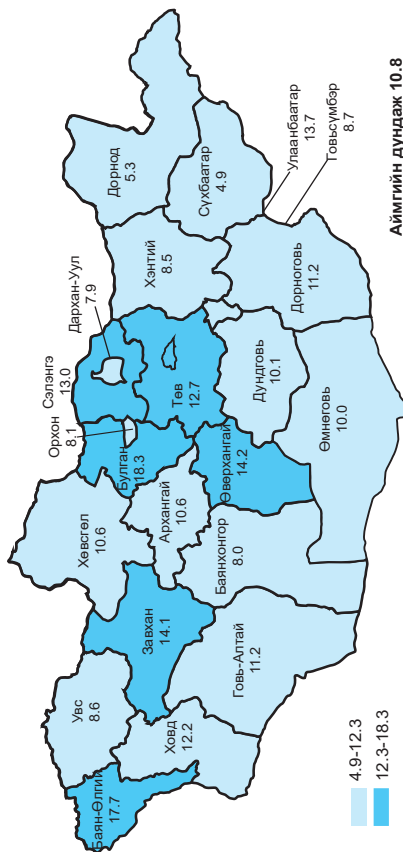 Баян-Өлгий
17.7
Увс
8.6
Ховд
12.2
Завхан
14.1
Говь-Алтай
11.2
Хөвсгөл
10.6
Архангай
10.6
Баянхонгор
8.0
Орхон
8.1
Булган
18.3
Өвөрхангай
14.2
Сэлэнгэ
13.0
Дархан-Уул
7.9
Төв
12.7
Дундговь
10.1
Өмнөговь
10.0
Хэнтий
8.5
Дорноговь
11.2
Дорнод
5.3
Сүхбаатар
4.9
Улаанбаатар
13.7
Говьсүмбэр
8.7
4.9-12.3
12.3-18.3
Аймгийн дундаж 10.8